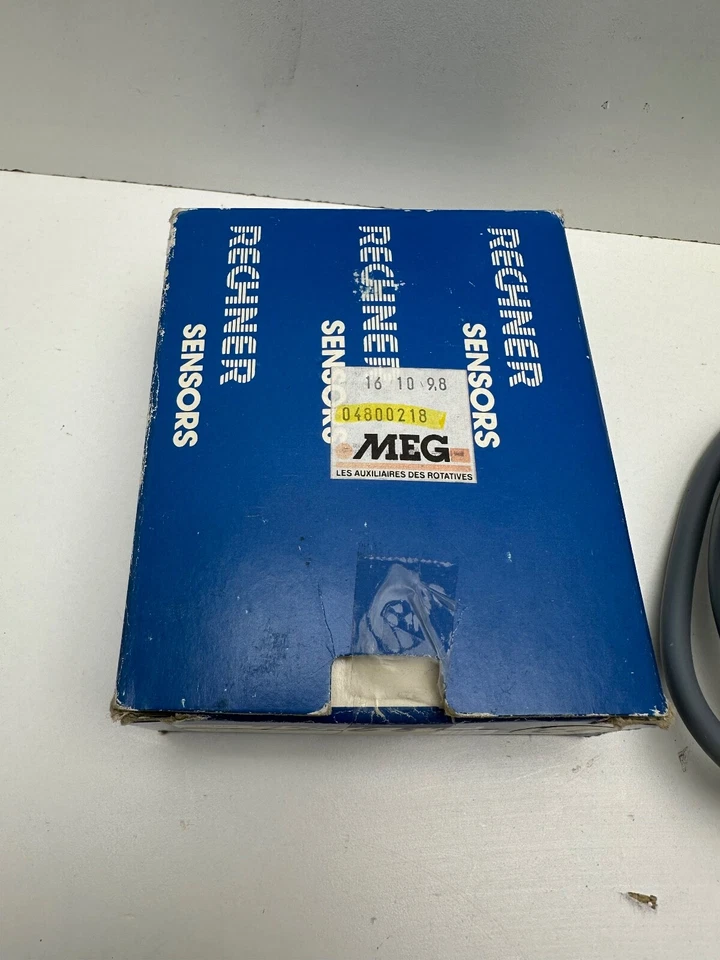 RECHNER
SENSORS
RECHNER
SENSORS
RECHNER
SENSORS
16 10 98
04800218
MEG
LES AUXILIAIRES DES ROTATIVES